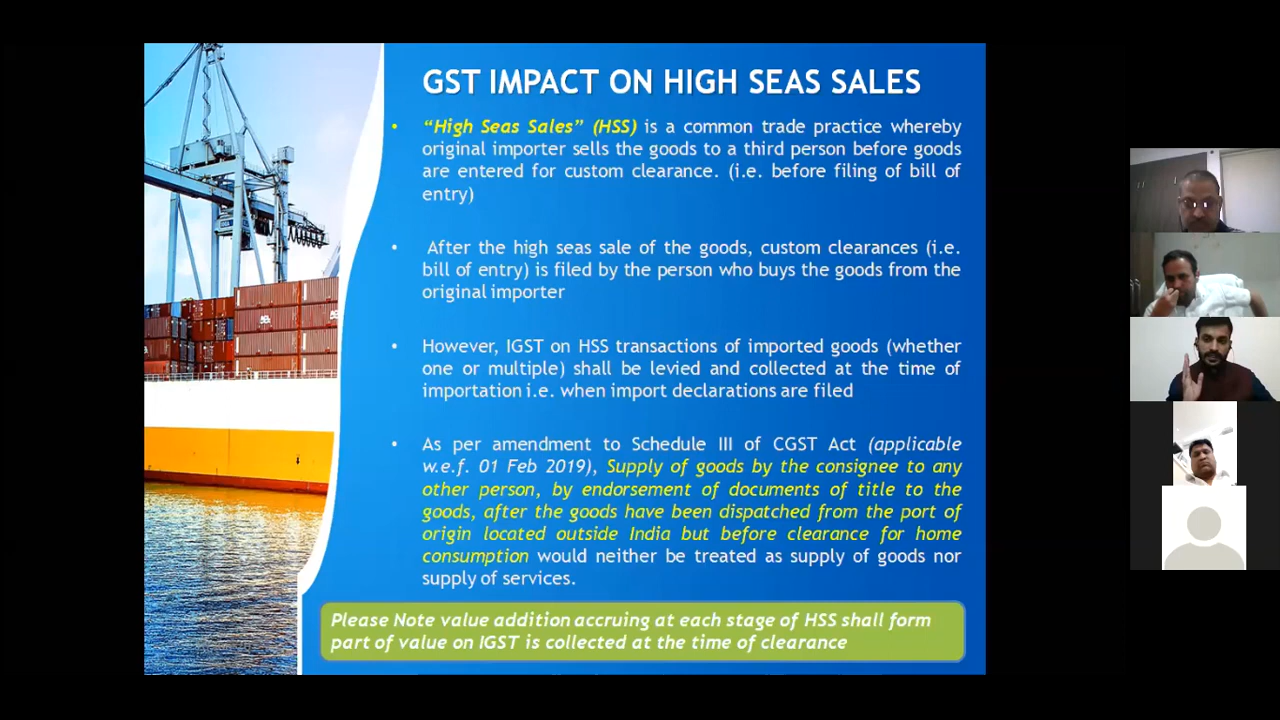 GST IMPACT ON HIGH SEAS SALES
• “High Seas Sales” (HSS) is a common trade practice whereby
original importer sells the goods to a third person before goods
are entered for custom clearance. (i.e. before filing of bill of
entry)
• After the high seas sale of the goods, custom clearances (i.e.
bill of entry) is filed by the person who buys the goods from the
original importer
• However, IGST on HSS transactions of imported goods (whether
one or multiple) shall be levied and collected at the time of
importation i.e. when import declarations are filed
• As per amendment to Schedule III of CGST Act (applicable
w.e.f. 01 Feb 2019), Supply of goods by the consignee to any
other person, by endorsement of documents of title to the
goods, after the goods have been dispatched from the port of
origin located outside India but before clearance for home
consumption would neither be treated as supply of goods nor
supply of services.
Please Note value addition accruing at each stage of HSS shall form
part of value on IGST is collected at the time of clearance